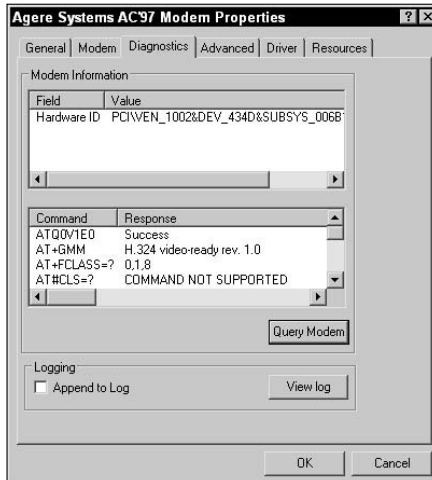 Agere Systems AC'97 Modem Properties
General Modem Diagnostics Advanced Driver Resources
Modem Information
Field Value
Hardware ID PCI\VEN_1002&DEV_434D&SUBSYS_006B
Command Response
ATQ0V1E0 Success
AT+GMM H.324 video-ready rev. 1.0
AT+FCLASS=? 0,1,8
AT#CLS=? COMMAND NOT SUPPORTED
Query Modem
Logging
Append to Log View log
OK Cancel